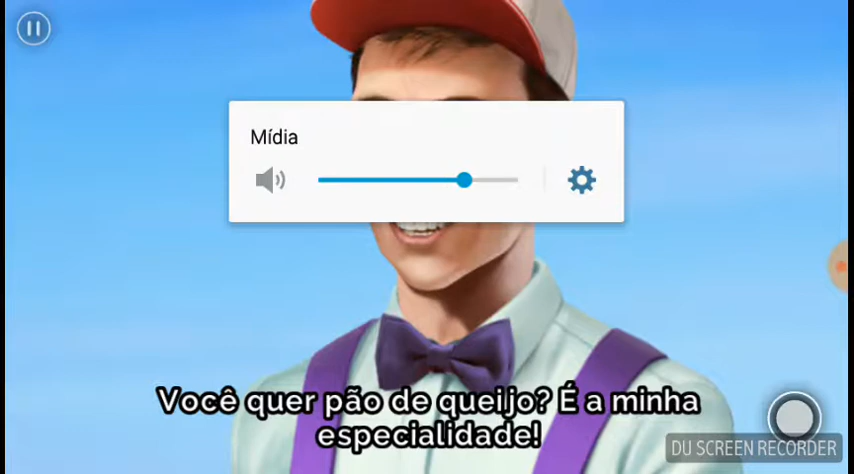 Mídia
Você quer pão de queijo? É a minha
especialidade!
DU SCREEN RECORDER